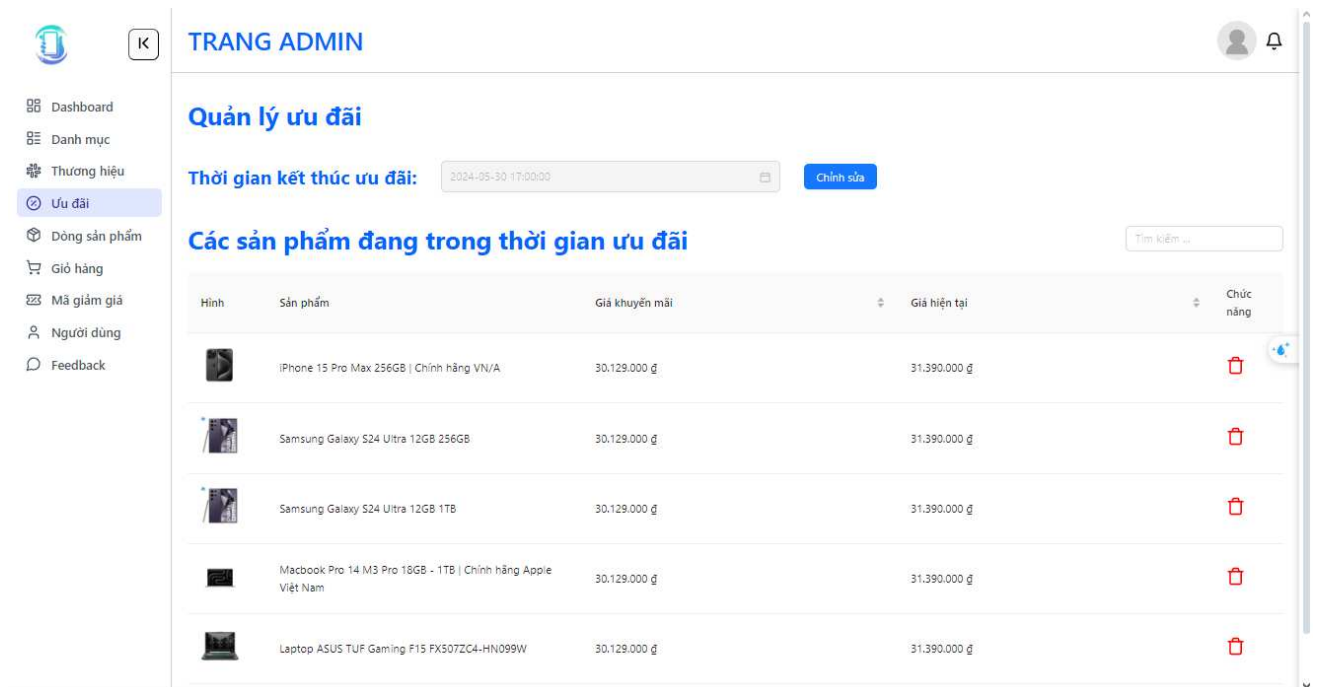 TRANG ADMIN
Dashboard
Danh mục
Thương hiệu
Ưu đãi
Dòng sản phẩm
Giỏ hàng
Mã giảm giá
Người dùng
Feedback
Quản lý ưu đãi
Thời gian kết thúc ưu đãi: 2024-05-30 17:00:00 Chỉnh sửa
Các sản phẩm đang trong thời gian ưu đãi Tìm kiếm ...
Hình Sản phẩm Giá khuyến mãi Giá hiện tại Chức
năng
iPhone 15 Pro Max 256GB | Chính hãng VN/A 30.129.000 ₫ 31.390.000 ₫
Samsung Galaxy S24 Ultra 12GB 256GB 30.129.000 ₫ 31.390.000 ₫
Samsung Galaxy S24 Ultra 12GB 1TB 30.129.000 ₫ 31.390.000 ₫
Macbook Pro 14 M3 Pro 18GB - 1TB | Chính hãng Apple
Việt Nam 30.129.000 ₫ 31.390.000 ₫
Laptop ASUS TUF Gaming F15 FX507ZC4-HN099W 30.129.000 ₫ 31.390.000 ₫